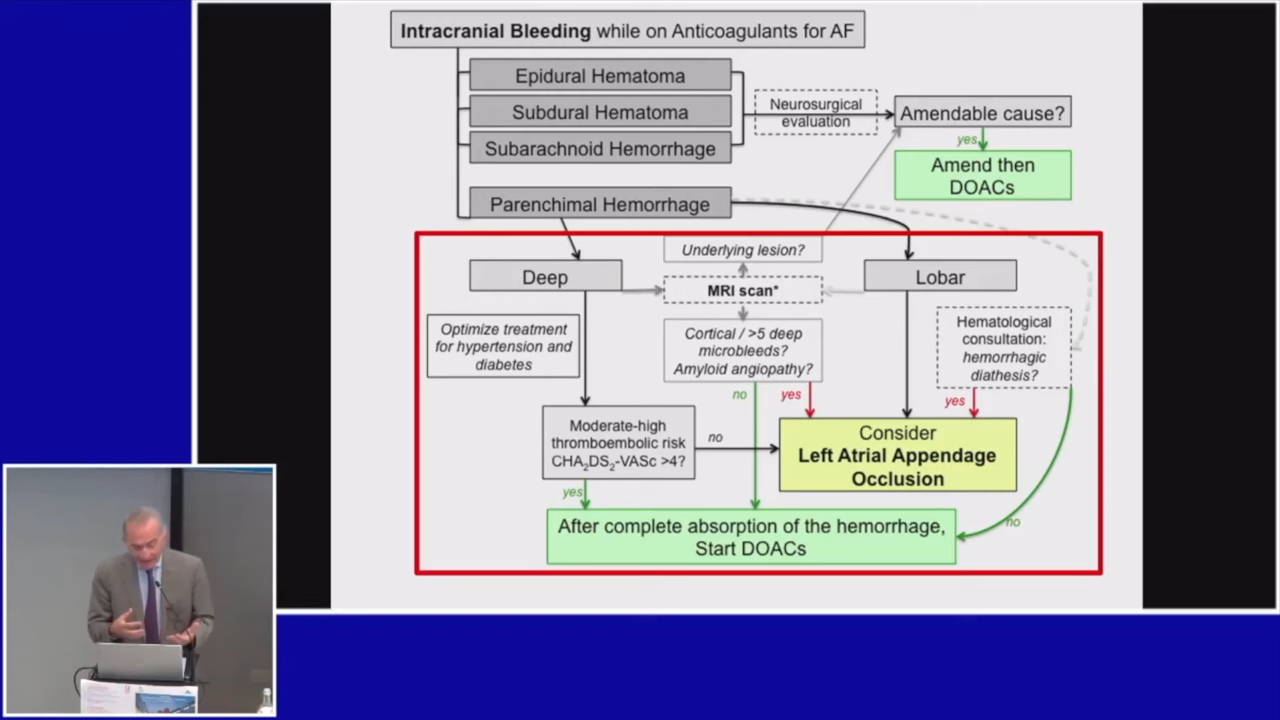 Intracranial Bleeding while on Anticoagulants for AF
Epidural Hematoma
Subdural Hematoma
Subarachnoid Hemorrhage
Neurosurgical
evaluation
Amendable cause?
yes
Amend then
DOACs
Parenchimal Hemorrhage
Underlying lesion?
Deep
MRI scan*
Lobar
Optimize treatment
for hypertension and
diabetes
Cortical / >5 deep
microbleeds?
Amyloid angiopathy?
Hematological
consultation:
hemorrhagic
diathesis?
no
yes
yes
Moderate-high
thromboembolic risk
CHA2DS2-VASc >4?
no
Consider
Left Atrial Appendage
Occlusion
yes
no
After complete absorption of the hemorrhage,
Start DOACs